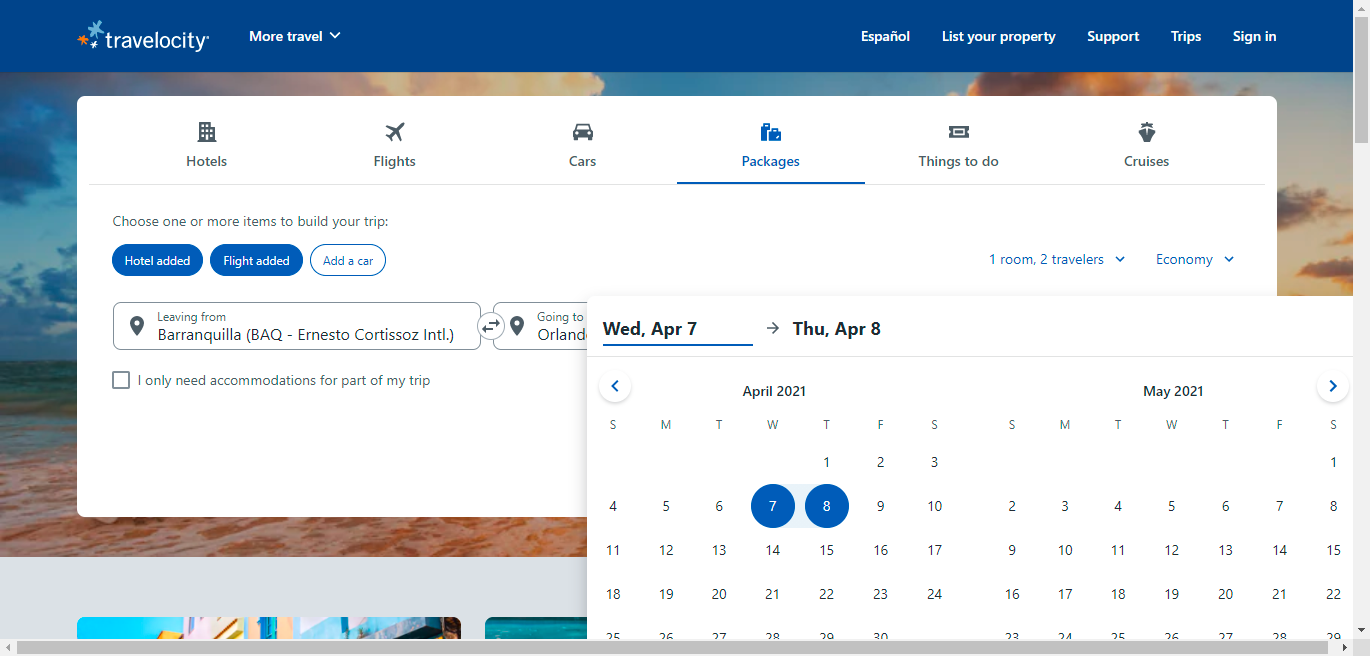 travelocity
More travel
Español
List your property
Support
Trips
Sign in
Hotels
Flights
Cars
Packages
Things to do
Cruises
Choose one or more items to build your trip:
Hotel added
Flight added
Add a car
1 room, 2 travelers
Economy
Leaving from
Barranquilla (BAQ - Ernesto Cortissoz Intl.)
Going to
Orland
I only need accommodations for part of my trip
Wed, Apr 7
Thu, Apr 8
April 2021
S M T W T F S
1 2 3
4 5 6 7 8 9 10
11 12 13 14 15 16 17
18 19 20 21 22 23 24
25 26 27 28 29 30
May 2021
S M T W T F S
1
2 3 4 5 6 7 8
9 10 11 12 13 14 15
16 17 18 19 20 21 22
23 24 25 26 27 28 29